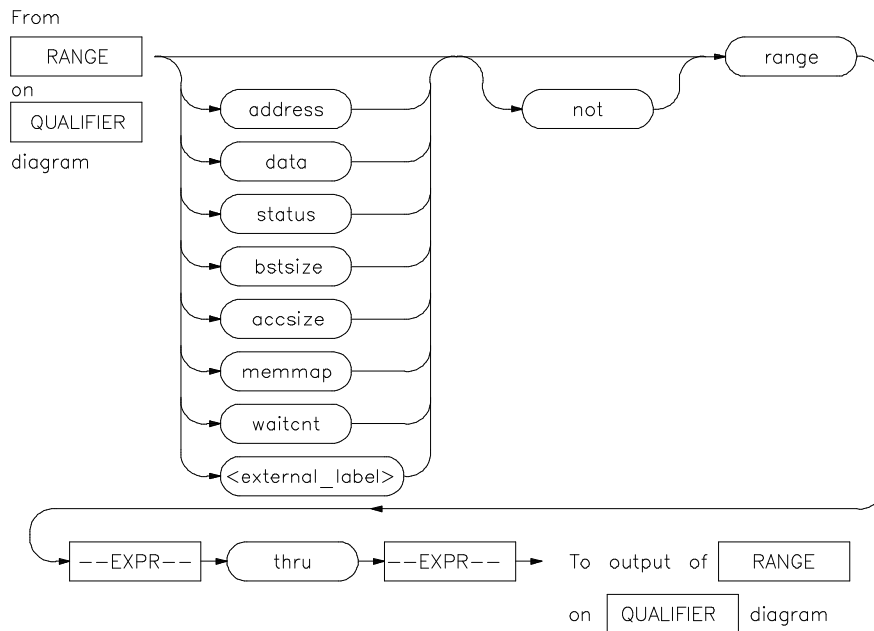 From
RANGE
on
QUALIFIER
diagram
range
address
not
data
status
bstsize
accsize
memmap
waitcnt
<external_label>
--EXPR--
thru
--EXPR--
To output of RANGE
on QUALIFIER diagram